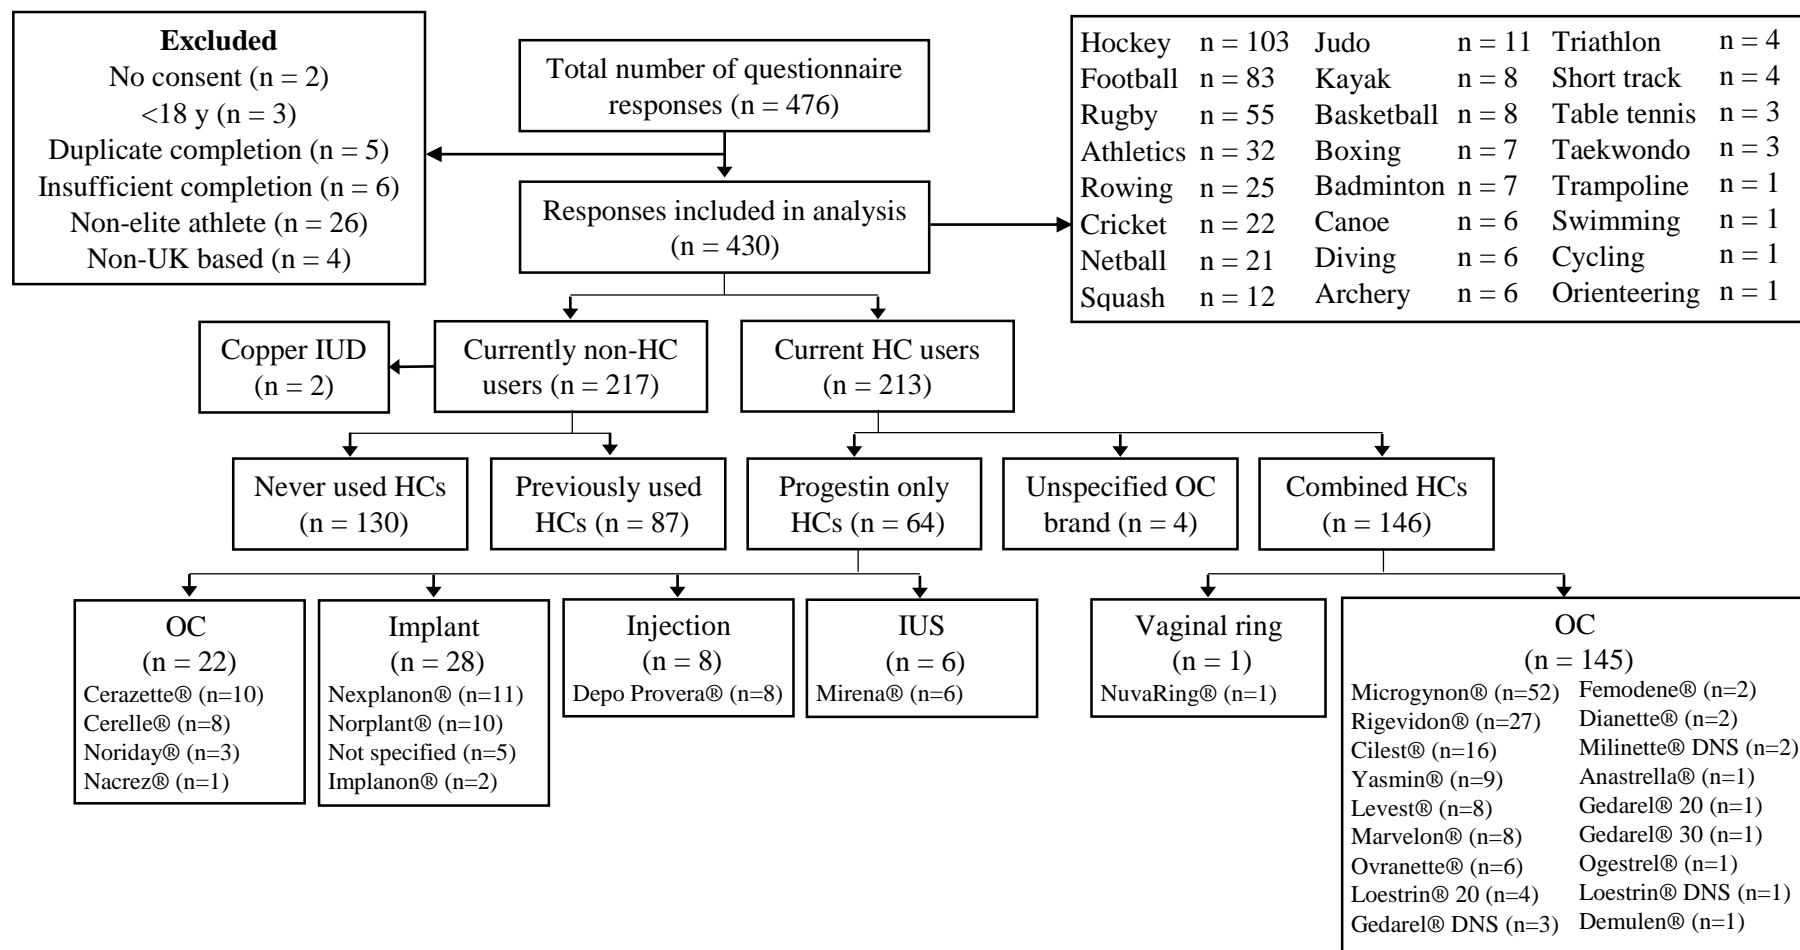 Excluded
No consent (n = 2)
<18 y (n = 3)
Duplicate completion (n = 5)
Insufficient completion (n = 6)
Non-elite athlete (n = 26)
Non-UK based (n = 4)
Total number of questionnaire
responses (n = 476)
Hockey n = 103 Judo n = 11 Triathlon n = 4
Football n = 83 Kayak n = 8 Short track n = 4
Rugby n = 55 Basketball n = 8 Table tennis n = 3
Athletics n = 32 Boxing n = 7 Taekwondo n = 3
Rowing n = 25 Badminton n = 7 Trampoline n = 1
Cricket n = 22 Canoe n = 6 Swimming n = 1
Netball n = 21 Diving n = 6 Cycling n = 1
Squash n = 12 Archery n = 6 Orienteering n = 1
Responses included in analysis
(n = 430)
Copper IUD
(n = 2)
Currently non-HC
users (n = 217)
Current HC users
(n = 213)
Never used HCs
(n = 130)
Previously used
HCs (n = 87)
Progestin only
HCs (n = 64)
Unspecified OC
brand (n = 4)
Combined HCs
(n = 146)
OC
(n = 22)
Cerazette® (n=10)
Cerelle® (n=8)
Noriday® (n=3)
Nacrez® (n=1)
Implant
(n = 28)
Nexplanon® (n=11)
Norplant® (n=10)
Not specified (n=5)
Implanon® (n=2)
Injection
(n = 8)
Depo Provera® (n=8)
IUS
(n = 6)
Mirena® (n=6)
Vaginal ring
(n = 1)
NuvaRing® (n=1)
OC
(n = 145)
Microgynon® (n=52) Femodene® (n=2)
Rigevidon® (n=27) Dianette® (n=2)
Cilest® (n=16) Milinette® DNS (n=2)
Yasmin® (n=9) Anastrella® (n=1)
Levest® (n=8) Gedarel® 20 (n=1)
Marvelon® (n=8) Gedarel® 30 (n=1)
Ovranette® (n=6) Ogestrel® (n=1)
Loestrin® 20 (n=4) Loestrin® DNS (n=1)
Gedarel® DNS (n=3) Demulen® (n=1)